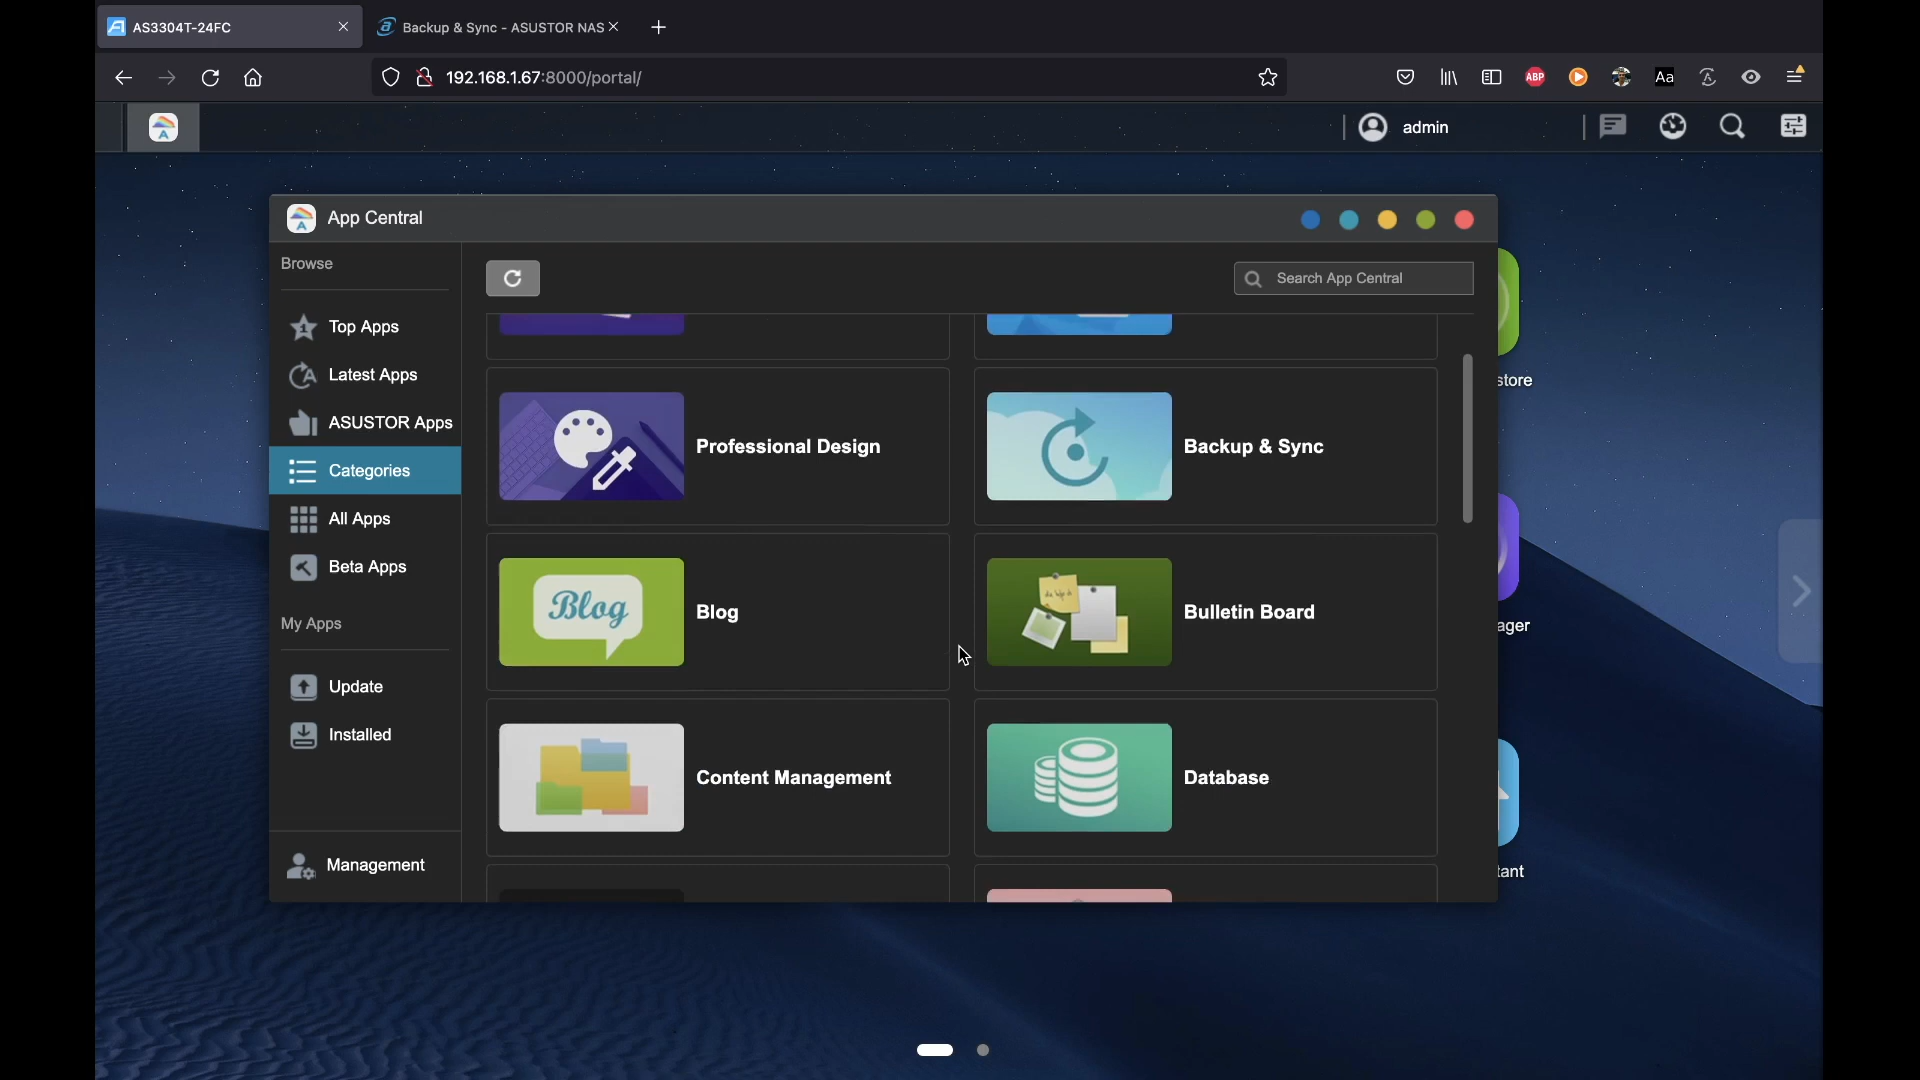 AS3304T-24FC
Backup & Sync - ASUSTOR NAS
192.168.1.67:8000/portal/
ABP
Aa
admin
App Central
Browse
Search App Central
Top Apps
Latest Apps
ASUSTOR Apps
Categories
All Apps
Beta Apps
My Apps
Update
Installed
Management
Professional Design
Backup & Sync
Blog
Blog
Bulletin Board
Content Management
Database
store
ager
tant